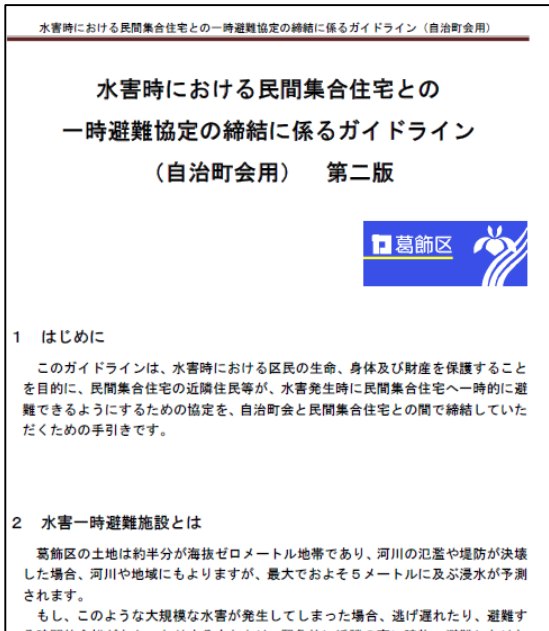 水害時における民間集合住宅との一時避難協定の締結に係るガイドライン（自治町会用）
水害時における民間集合住宅との
一時避難協定の締結に係るガイドライン
（自治町会用）　第二版
葛飾区
1　はじめに
このガイドラインは、水害時における区民の生命、身体及び財産を保護すること
を目的に、民間集合住宅の近隣住民等が、水害発生時に民間集合住宅へ一時的に避
難できるようにするための協定を、自治町会と民間集合住宅との間で締結していた
だくための手引きです。
2　水害一時避難施設とは
葛飾区の土地は約半分が海抜ゼロメートル地帯であり、河川の氾濫や堤防が決壊
した場合、河川や地域にもよりますが、最大でおよそ５メートルに及ぶ浸水が予測
されます。
もし、このような大規模な水害が発生してしまった場合、逃げ遅れたり、避難す